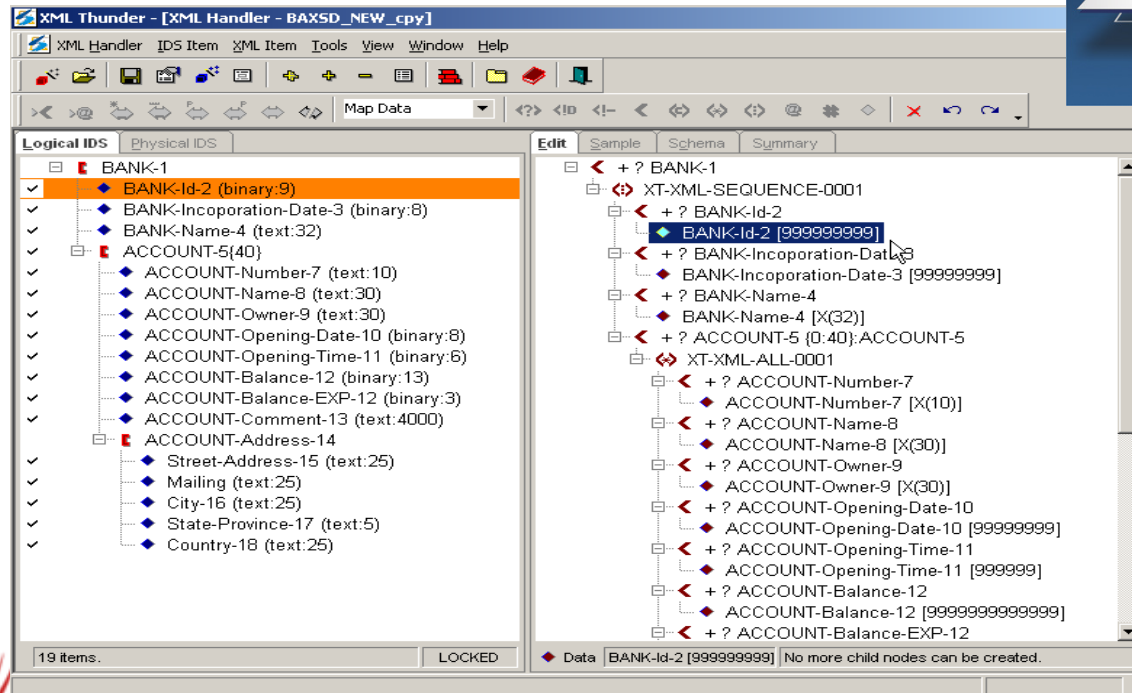 XML Thunder - [XML Handler - BAXSD_NEW_cpy]
XML Handler IDS Item XML Item Tools View Window Help
Map Data
Logical IDS Physical IDS
BANK-1
BANK-Id-2 (binary:9)
BANK-Incoporation-Date-3 (binary:8)
BANK-Name-4 (text:32)
ACCOUNT-5{40}
ACCOUNT-Number-7 (text:10)
ACCOUNT-Name-8 (text:30)
ACCOUNT-Owner-9 (text:30)
ACCOUNT-Opening-Date-10 (binary:8)
ACCOUNT-Opening-Time-11 (binary:6)
ACCOUNT-Balance-12 (binary:13)
ACCOUNT-Balance-EXP-12 (binary:3)
ACCOUNT-Comment-13 (text:4000)
ACCOUNT-Address-14
Street-Address-15 (text:25)
Mailing (text:25)
City-16 (text:25)
State-Province-17 (text:5)
Country-18 (text:25)
19 items. LOCKED
Edit Sample Schema Summary
+ ? BANK-1
XT-XML-SEQUENCE-0001
+ ? BANK-Id-2
BANK-Id-2 [999999999]
+ ? BANK-Incoporation-Date-3
BANK-Incoporation-Date-3 [99999999]
+ ? BANK-Name-4
BANK-Name-4 [X(32)]
+ ? ACCOUNT-5 {0:40}:ACCOUNT-5
XT-XML-ALL-0001
+ ? ACCOUNT-Number-7
ACCOUNT-Number-7 [X(10)]
+ ? ACCOUNT-Name-8
ACCOUNT-Name-8 [X(30)]
+ ? ACCOUNT-Owner-9
ACCOUNT-Owner-9 [X(30)]
+ ? ACCOUNT-Opening-Date-10
ACCOUNT-Opening-Date-10 [99999999]
+ ? ACCOUNT-Opening-Time-11
ACCOUNT-Opening-Time-11 [999999]
+ ? ACCOUNT-Balance-12
ACCOUNT-Balance-12 [9999999999999]
+ ? ACCOUNT-Balance-EXP-12
Data BANK-Id-2 [999999999] No more child nodes can be created.